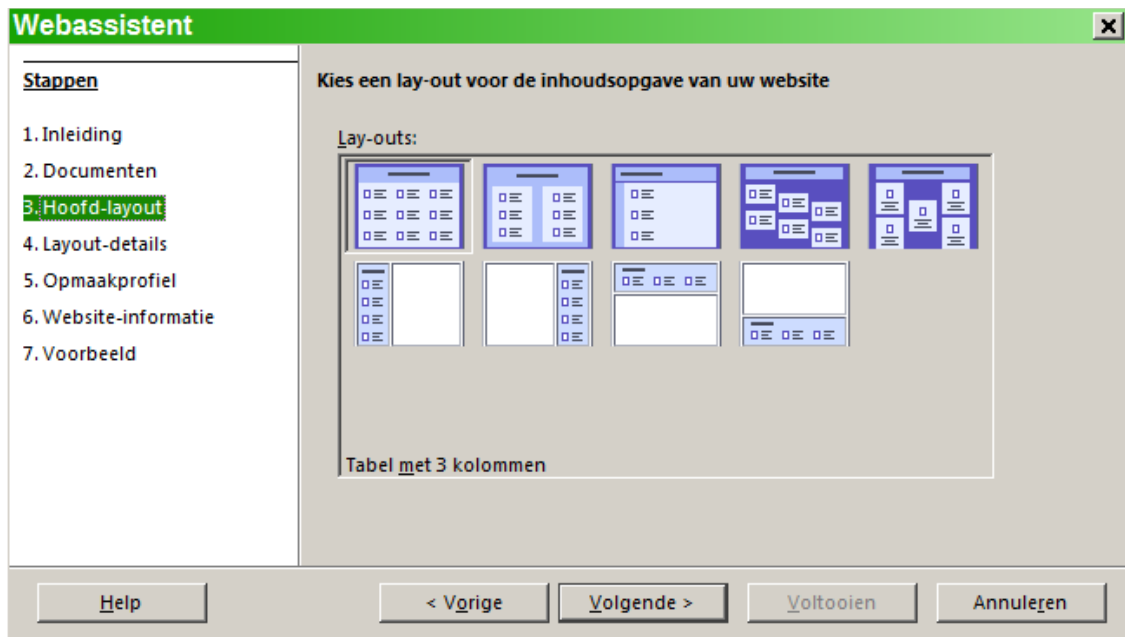 Webassistent
Stappen
1. Inleiding
2. Documenten
3. Hoofd-layout
4. Layout-details
5. Opmaakprofiel
6. Website-informatie
7. Voorbeeld
Kies een lay-out voor de inhoudsopgave van uw website
Lay-outs:
Tabel met 3 kolommen
Help
< Vorige
Volgende >
Voltooien
Annuleren